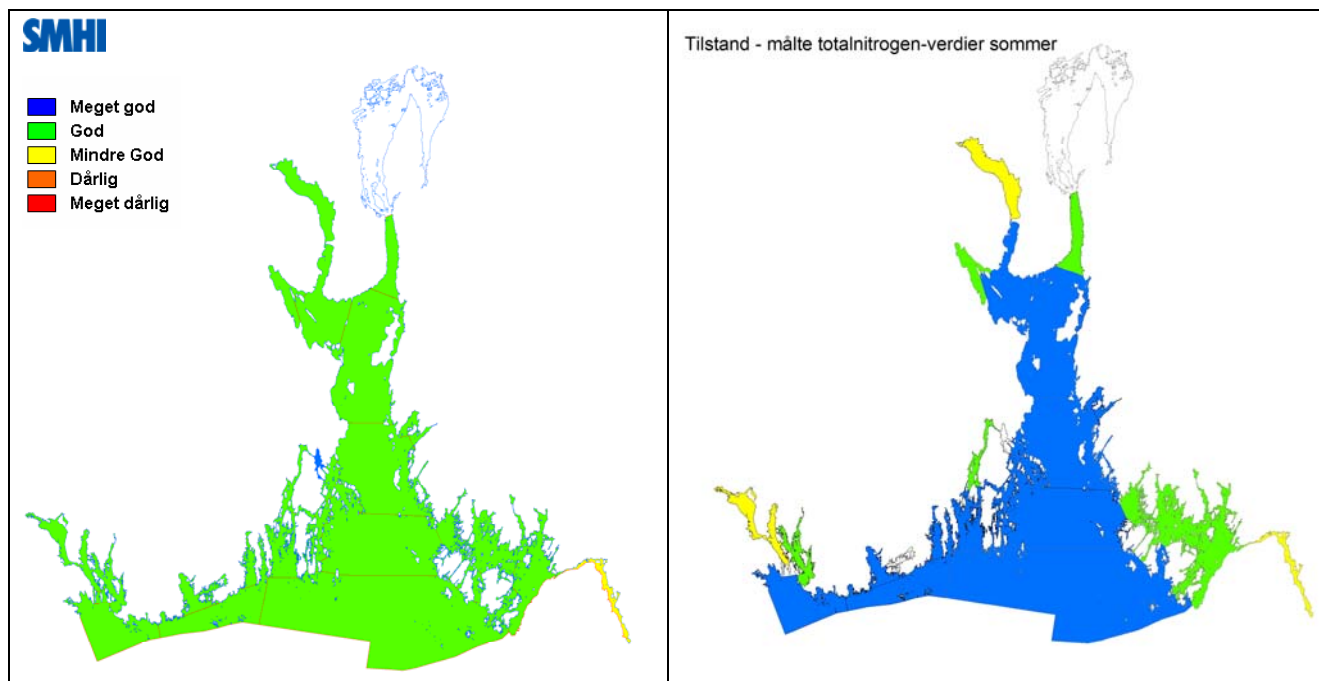 SMHI
Meget god
God
Mindre God
Dårlig
Meget dårlig
Tilstand - målte totalnitrogen-verdier sommer